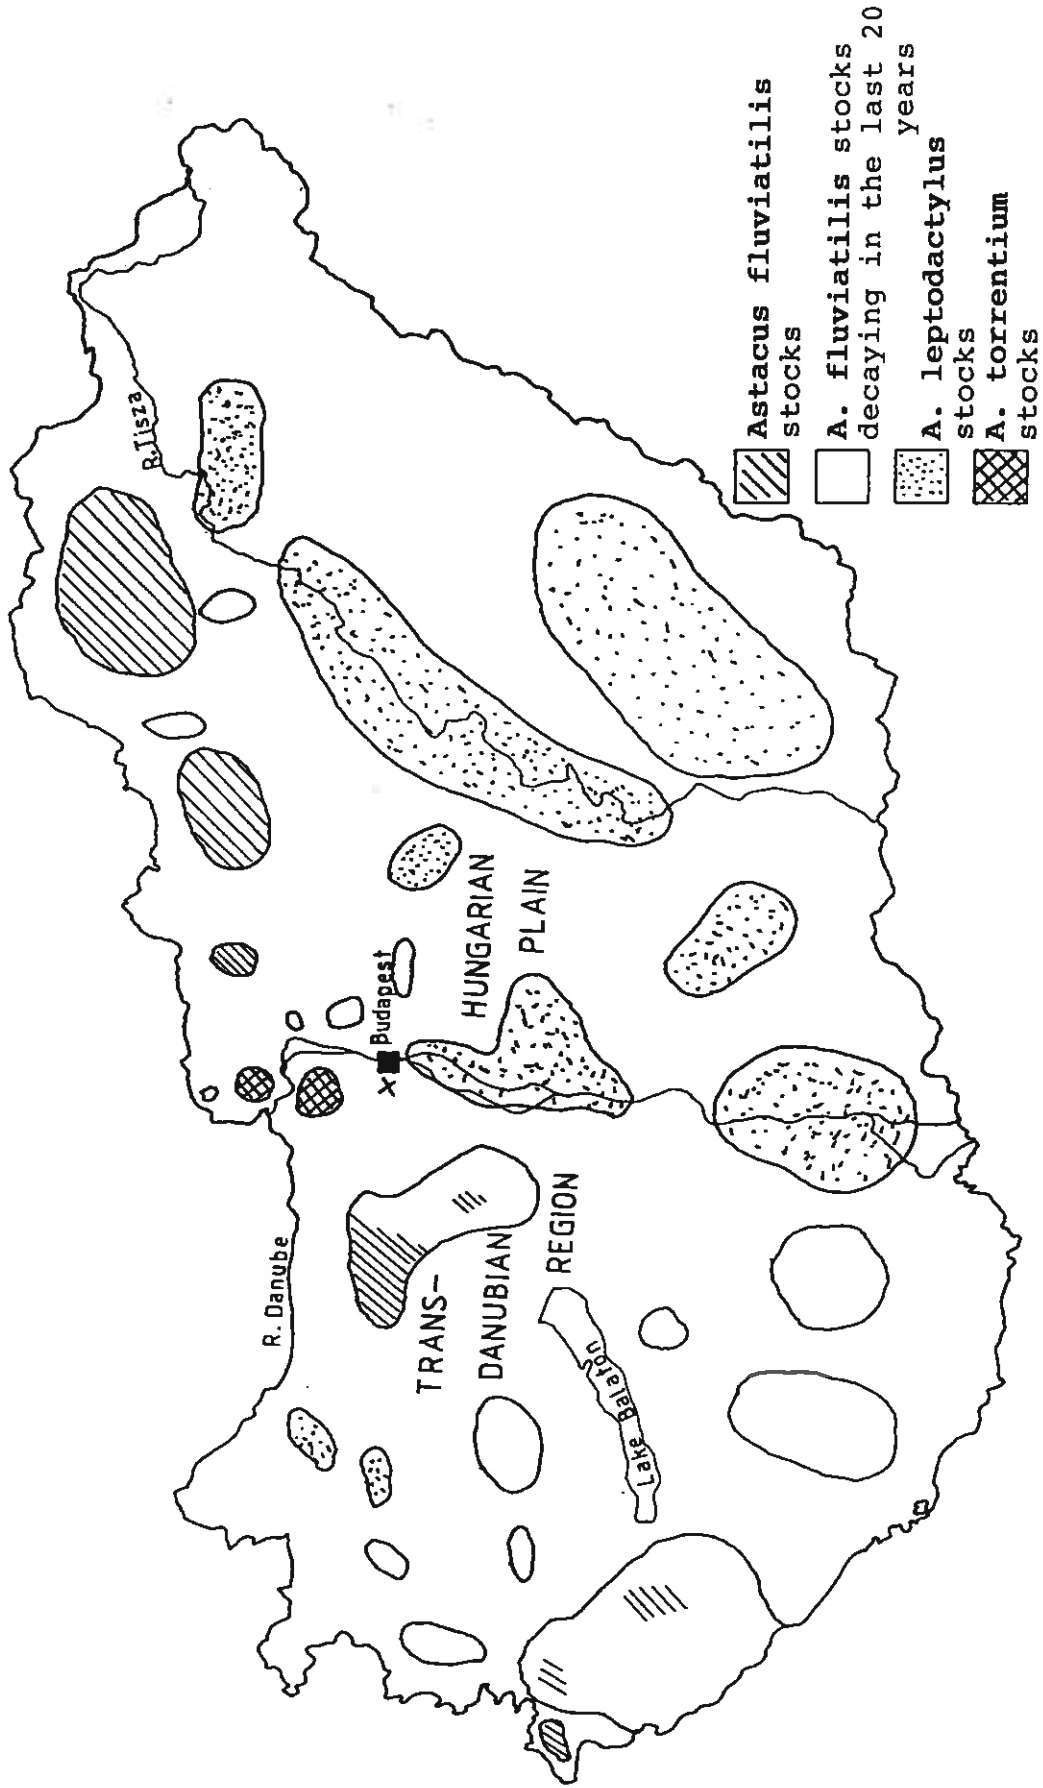 R. Tisza
Budapest
HUNGARIAN
PLAIN
R. Danube
TRANS-
DANUBIAN
REGION
Lake Balaton
x
Astacus fluviatilis
stocks
A. fluviatilis stocks
decaying in the last 20
years
A. leptodactylus
stocks
A. torrentium
stocks